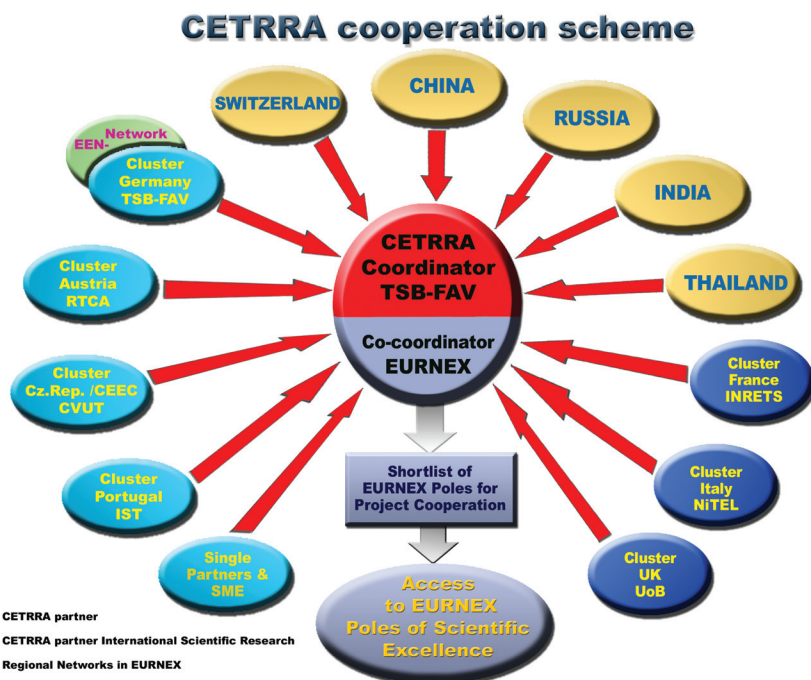 CETRRA cooperation scheme
CHINA
SWITZERLAND
RUSSIA
EEN-Network
Cluster
Germany
TSB-FAV
INDIA
CETRRA
Coordinator
TSB-FAV
Cluster
Austria
RTCA
THAILAND
Co-coordinator
EURNEX
Cluster
Cz.Rep. /CEEC
CVUT
Cluster
France
INRETS
Cluster
Portugal
IST
Shortlist of
EURNEX Poles for
Project Cooperation
Cluster
Italy
NiTEL
Single
Partners &
SME
Cluster
UK
UoB
Access
to EURNEX
Poles of Scientific
Excellence
CETRRA partner
CETRRA partner International Scientific Research
Regional Networks in EURNEX